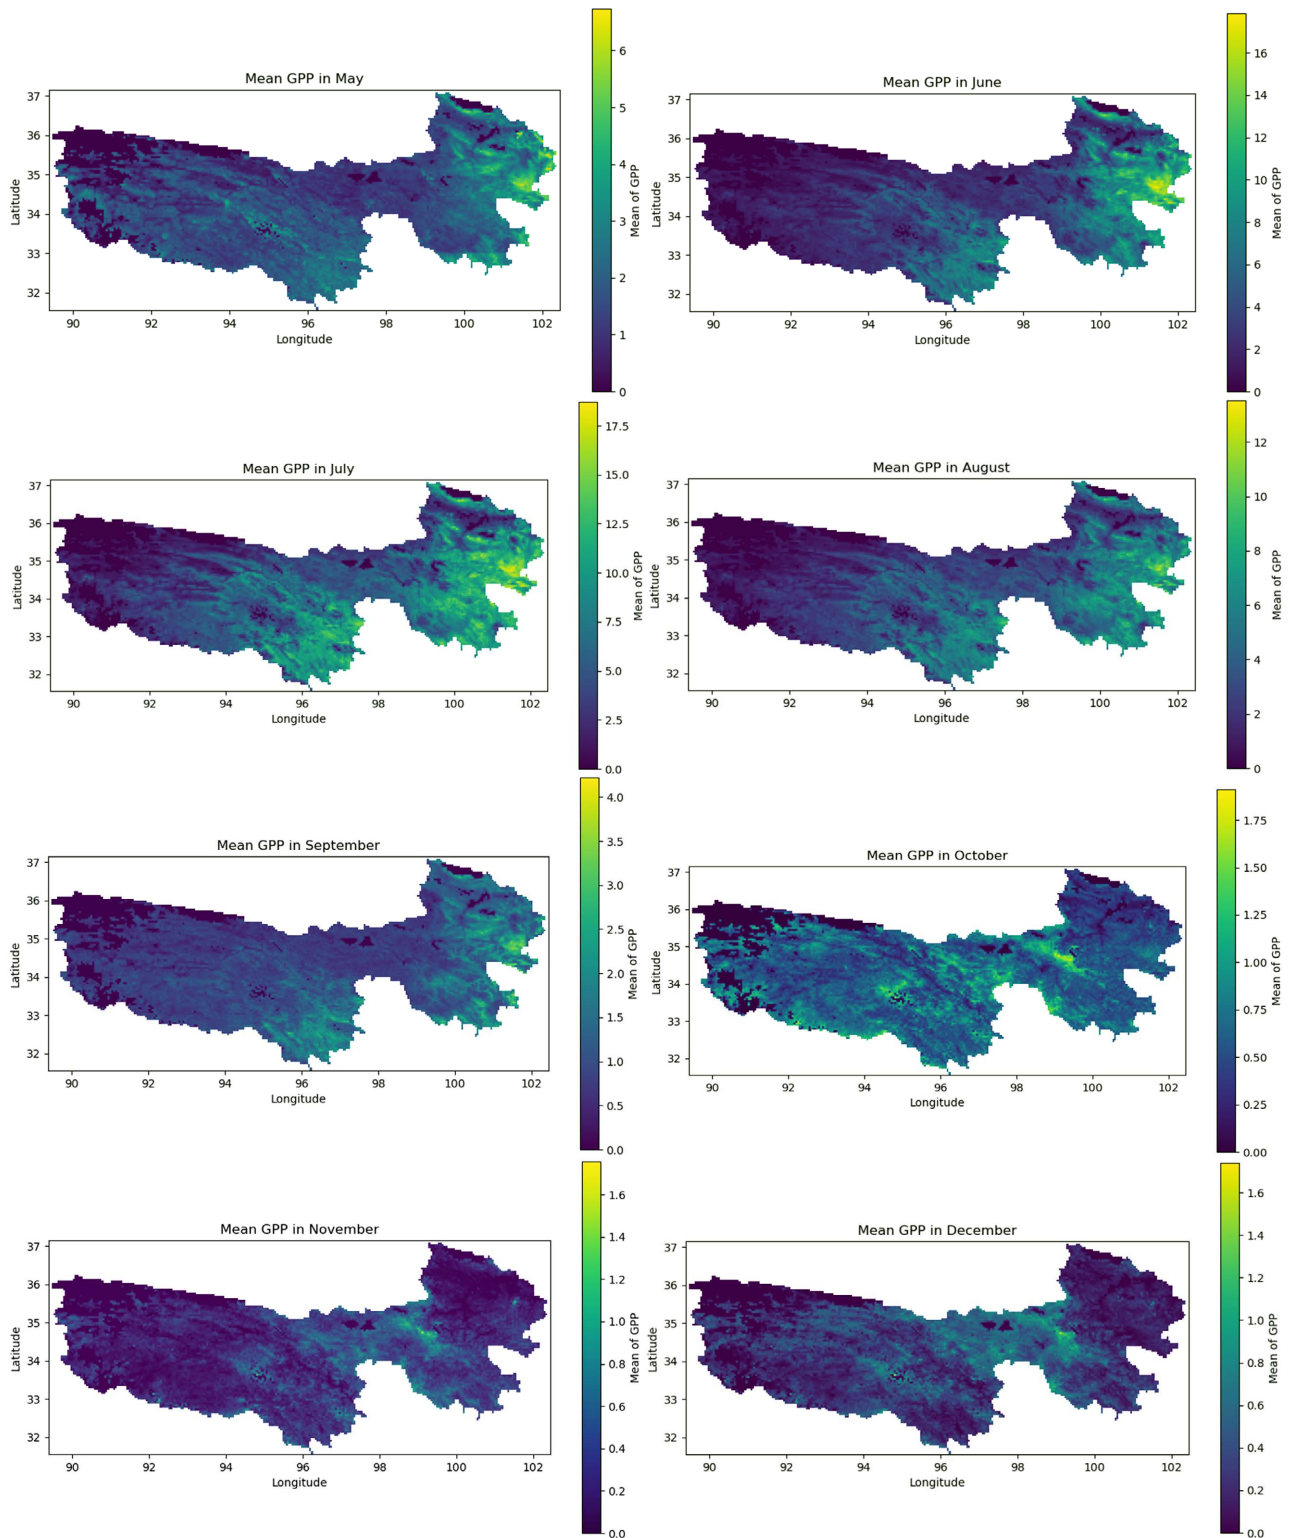 Mean GPP in May
37
36
35
34
33
32
Latitude
90 92 94 96 98 100 102
Longitude
6
5
4
3
2
1
0
Mean of GPP
Mean GPP in June
37
36
35
34
33
32
Latitude
90 92 94 96 98 100 102
Longitude
16
14
12
10
8
6
4
2
0
Mean of GPP
Mean GPP in July
37
36
35
34
33
32
Latitude
90 92 94 96 98 100 102
Longitude
17.5
15.0
12.5
10.0
7.5
5.0
2.5
0.0
Mean of GPP
Mean GPP in August
37
36
35
34
33
32
Latitude
90 92 94 96 98 100 102
Longitude
12
10
8
6
4
2
0
Mean of GPP
Mean GPP in September
37
36
35
34
33
32
Latitude
90 92 94 96 98 100 102
Longitude
4.0
3.5
3.0
2.5
2.0
1.5
1.0
0.5
0.0
Mean of GPP
Mean GPP in October
37
36
35
34
33
32
Latitude
90 92 94 96 98 100 102
Longitude
1.75
1.50
1.25
1.00
0.75
0.50
0.25
0.00
Mean of GPP
Mean GPP in November
37
36
35
34
33
32
Latitude
90 92 94 96 98 100 102
Longitude
1.6
1.4
1.2
1.0
0.8
0.6
0.4
0.2
0.0
Mean of GPP
Mean GPP in December
37
36
35
34
33
32
Latitude
90 92 94 96 98 100 102
Longitude
1.6
1.4
1.2
1.0
0.8
0.6
0.4
0.2
0.0
Mean of GPP